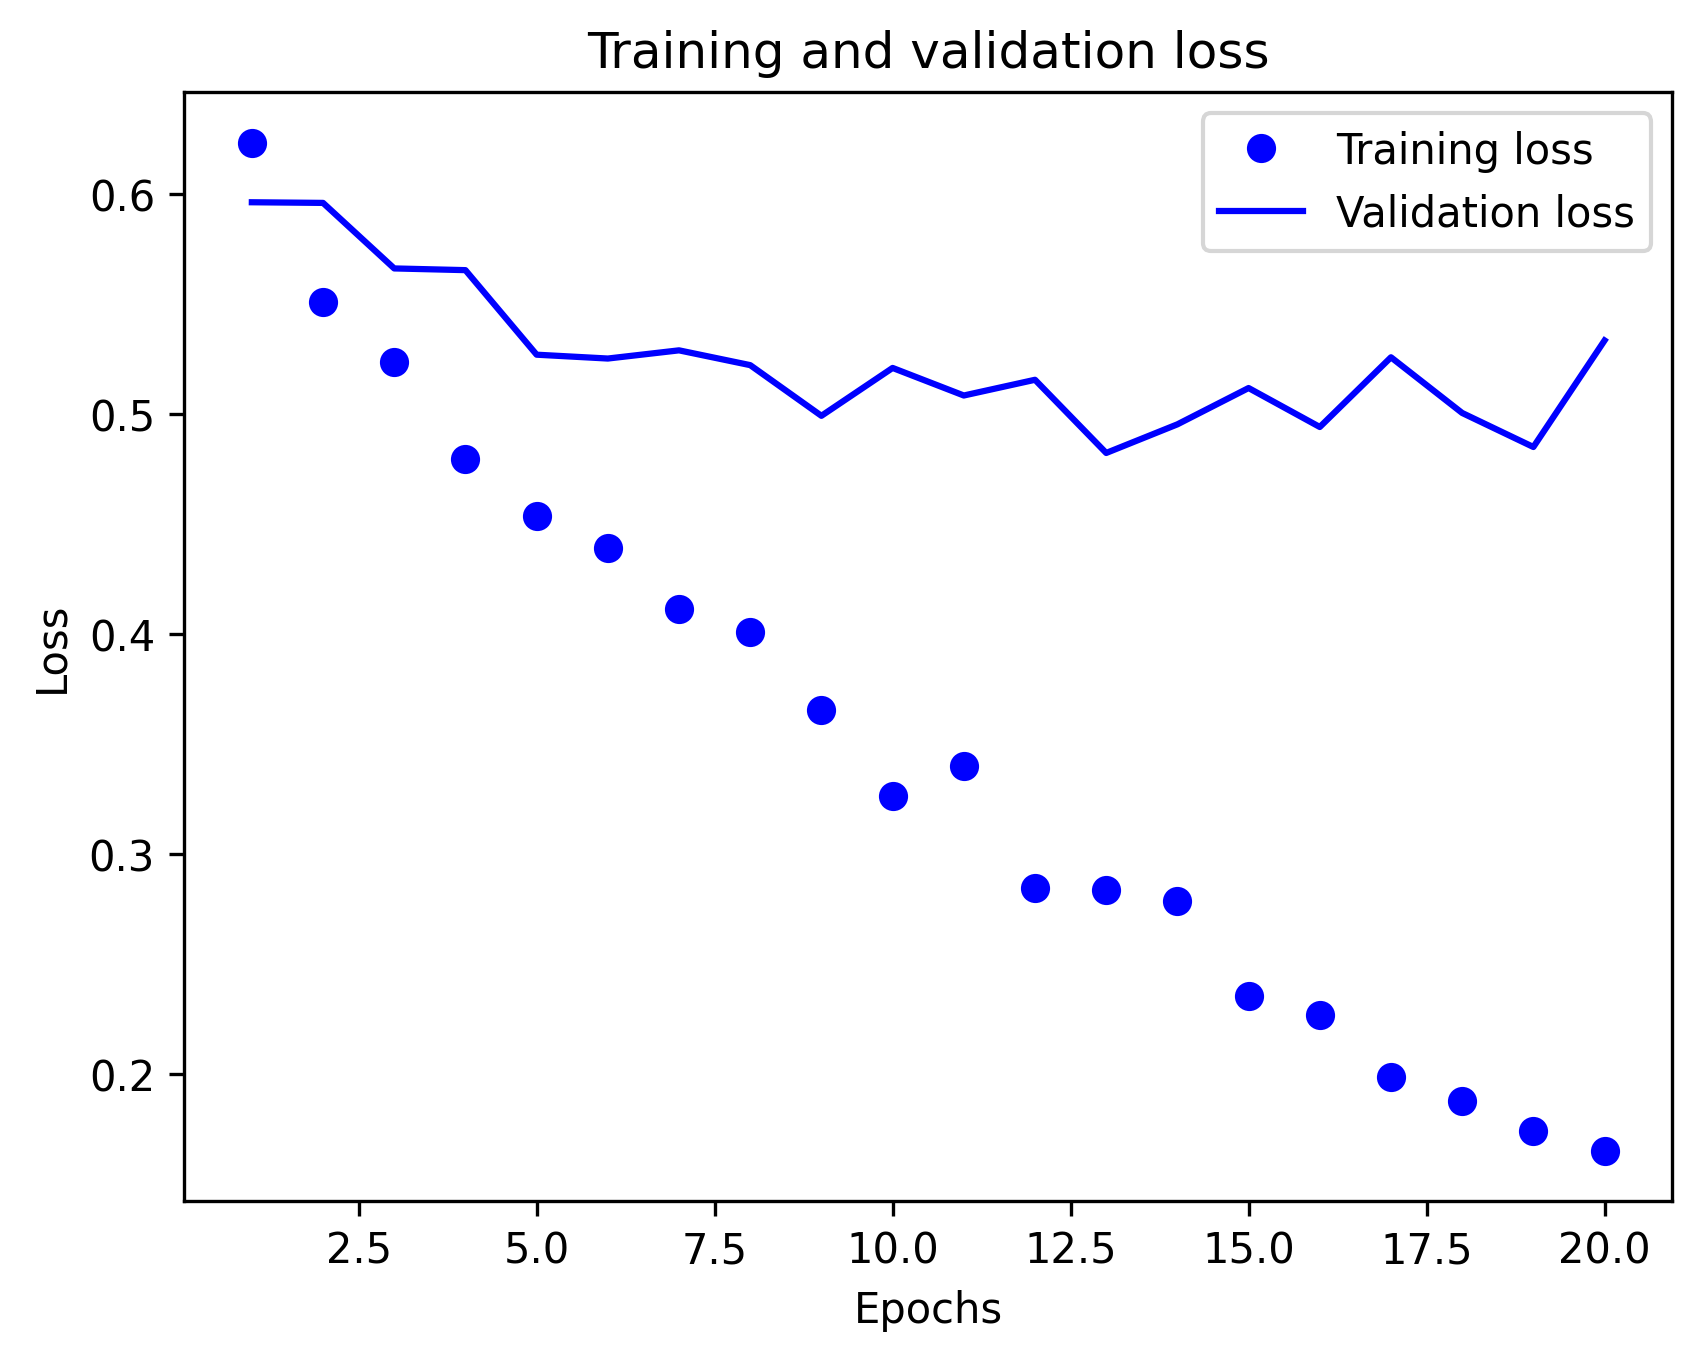 Training and validation loss
Training loss
Validation loss
0.6
0.5
0.4
0.3
0.2
Loss
2.5 5.0 7.5 10.0 12.5 15.0 17.5 20.0
Epochs